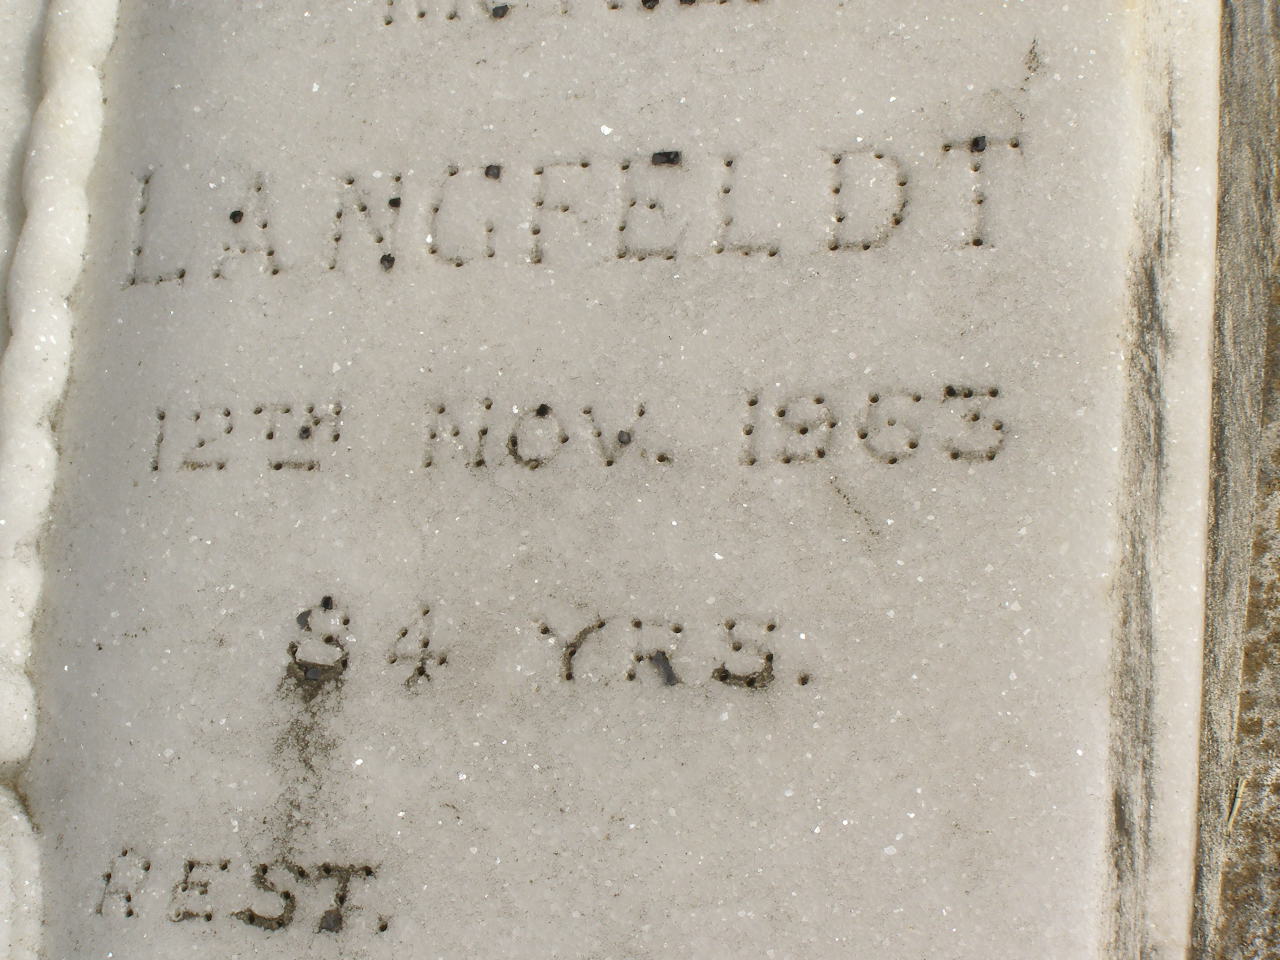 LANGFELDT
12TH NOV. 1963
84 YRS.
REST.